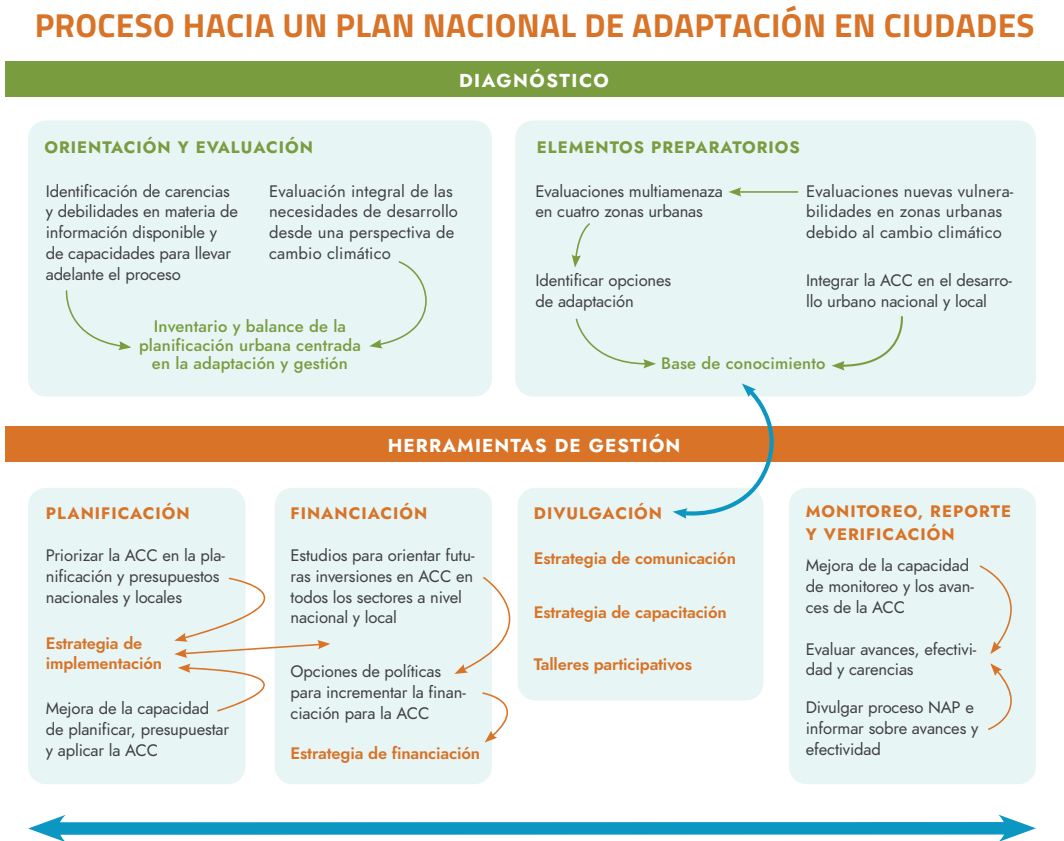 PROCESO HACIA UN PLAN NACIONAL DE ADAPTACIÓN EN CIUDADES
DIAGNÓSTICO
ORIENTACIÓN Y EVALUACIÓN
Identificación de carencias
y debilidades en materia de
información disponible y
de capacidades para llevar
adelante el proceso
Evaluación integral de las
necesidades de desarrollo
desde una perspectiva de
cambio climático
Inventario y balance de la
planificación urbana centrada
en la adaptación y gestión
ELEMENTOS PREPARATORIOS
Evaluaciones multiamenaza
en cuatro zonas urbanas
Evaluaciones nuevas vulnera-
bilidades en zonas urbanas
debido al cambio climático
Identificar opciones
de adaptación
Integrar la ACC en el desarro-
llo urbano nacional y local
Base de conocimiento
HERRAMIENTAS DE GESTIÓN
PLANIFICACIÓN
Priorizar la ACC en la pla-
nificación y presupuestos
nacionales y locales
Estrategia de
implementación
Mejora de la capacidad
de planificar, presupuestar
y aplicar la ACC
FINANCIACIÓN
Estudios para orientar futu-
ras inversiones en ACC en
todos los sectores a nivel
nacional y local
Opciones de políticas
para incrementar la finan-
ciación para la ACC
Estrategia de financiación
DIVULGACIÓN
Estrategia de comunicación
Estrategia de capacitación
Talleres participativos
MONITOREO, REPORTE
Y VERIFICACIÓN
Mejora de la capacidad
de monitoreo y los avan-
ces de la ACC
Evaluar avances, efectivi-
dad y carencias
Divulgar proceso NAP e
informar sobre avances y
efectividad